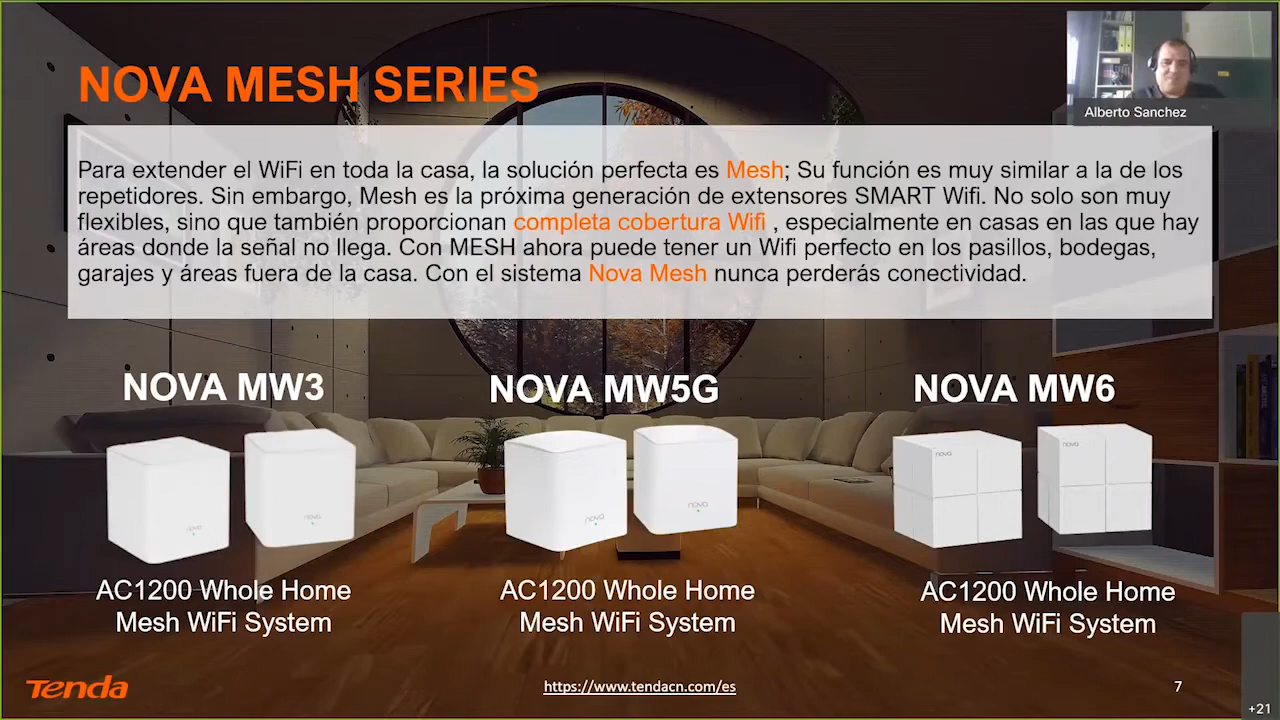 NOVA MESH SERIES
Alberto Sanchez
Para extender el WiFi en toda la casa, la solución perfecta es Mesh; Su función es muy similar a la de los
repetidores. Sin embargo, Mesh es la próxima generación de extensores SMART Wifi. No solo son muy
flexibles, sino que también proporcionan completa cobertura Wifi , especialmente en casas en las que hay
áreas donde la señal no llega. Con MESH ahora puede tener un Wifi perfecto en los pasillos, bodegas,
garajes y áreas fuera de la casa. Con el sistema Nova Mesh nunca perderás conectividad.
NOVA MW3
NOVA MW5G
NOVA MW6
nova
nova
nova
nova
nova
nova
AC1200 Whole Home
Mesh WiFi System
AC1200 Whole Home
Mesh WiFi System
AC1200 Whole Home
Mesh WiFi System
Tenda
https://www.tendacn.com/es
7
+21